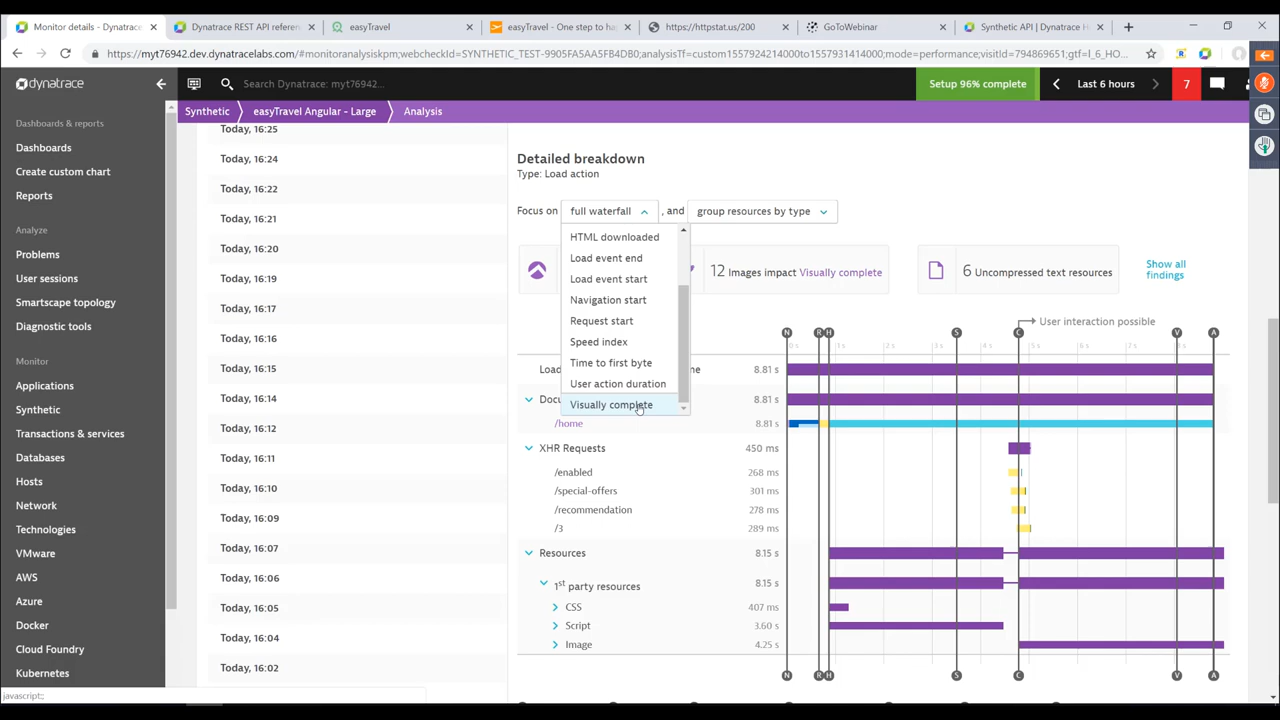 Monitor details - Dynatrace
Dynatrace REST API referen
easyTravel
easyTravel - One step to ha
https://httpstat.us/200
GoToWebinar
Synthetic API | Dynatrace H
https://myt76942.dev.dynatracelabs.com/#monitoranalysiskpm;webcheckId=SYNTHETIC_TEST-9905FA5AA5FB4DB0;analysisTf=custom1557924214000to1557931414000;mode=performance;visitId=794869651;gtf=l_6_HO...
dynatrace
Search Dynatrace: myt76942...
Setup 96% complete
Last 6 hours
7
Synthetic
easyTravel Angular - Large
Analysis
Dashboards & reports
Dashboards
Create custom chart
Reports
Analyze
Problems
User sessions
Smartscape topology
Diagnostic tools
Monitor
Applications
Synthetic
Transactions & services
Databases
Hosts
Network
Technologies
VMware
AWS
Azure
Docker
Cloud Foundry
Kubernetes
javascript:;
Today, 16:25
Today, 16:24
Today, 16:22
Today, 16:21
Today, 16:20
Today, 16:19
Today, 16:17
Today, 16:16
Today, 16:15
Today, 16:14
Today, 16:12
Today, 16:11
Today, 16:10
Today, 16:09
Today, 16:07
Today, 16:06
Today, 16:05
Today, 16:04
Today, 16:02
Detailed breakdown
Type: Load action
Focus on full waterfall , and group resources by type
HTML downloaded
Load event end
Load event start
Navigation start
Request start
Speed index
Time to first byte
User action duration
Visually complete
12 Images impact Visually complete
6 Uncompressed text resources
Show all
findings
User interaction possible
N R H S C V A
0 s 1s 2 s 3 s 4 s 5 s 6 s 7 s 8 s
8.81 s
8.81 s
/home 8.81 s
XHR Requests 450 ms
/enabled 268 ms
/special-offers 301 ms
/recommendation 278 ms
/3 289 ms
Resources 8.15 s
1st party resources 8.15 s
CSS 407 ms
Script 3.60 s
Image 4.25 s
N R H S C V A